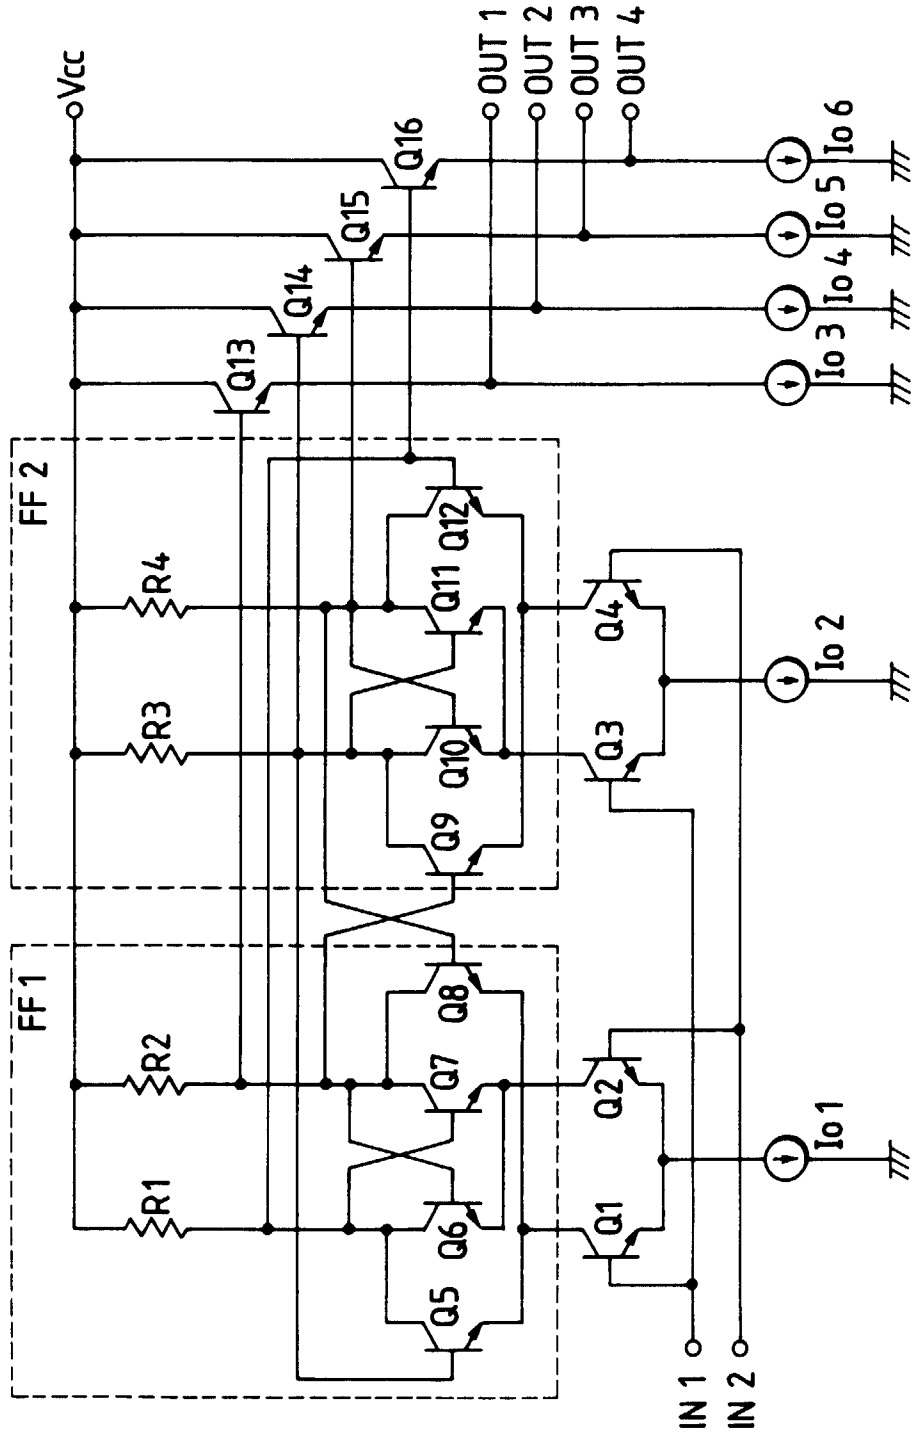 FF 1
FF 2
Vcc
R1
R2
R3
R4
Q13
Q14
Q15
Q16
OUT 1
OUT 2
OUT 3
OUT 4
Q5
Q6
Q7
Q8
Q9
Q10
Q11
Q12
Q1
Q2
Q3
Q4
IN 1
IN 2
Io 1
Io 2
Io 3
Io 4
Io 5
Io 6